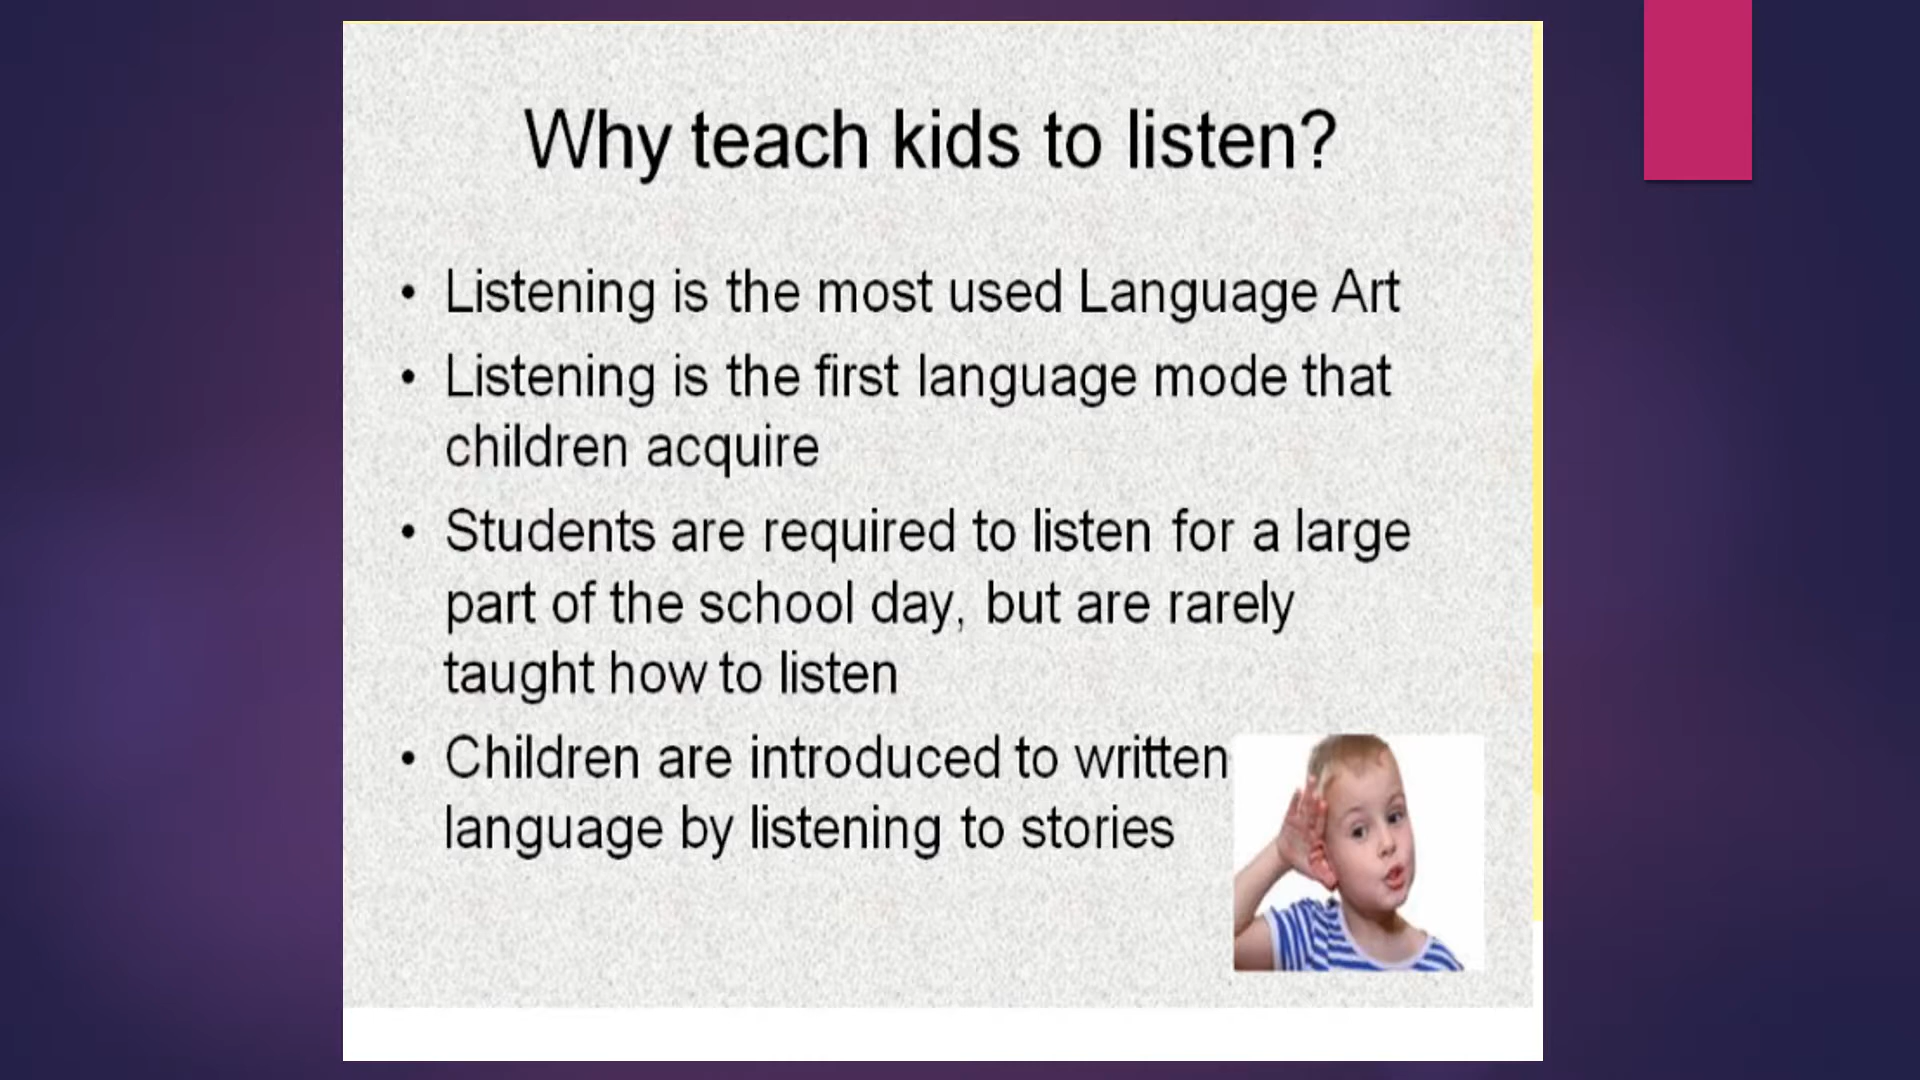 Why teach kids to listen?
• Listening is the most used Language Art
• Listening is the first language mode that
children acquire
• Students are required to listen for a large
part of the school day, but are rarely
taught how to listen
• Children are introduced to written
language by listening to stories